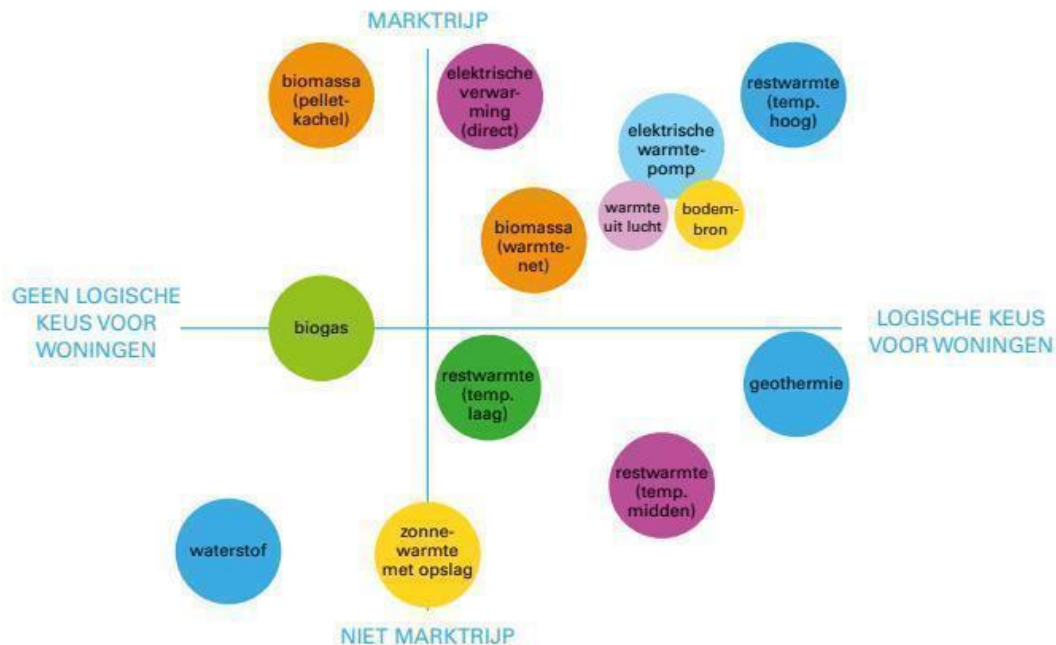 MARKTRIJP
biomassa
(pellet-
kachel)
elektrische
verwar-
ming
(direct)
restwarmte
(temp.
hoog)
elektrische
warmte-
pomp
warmte
uit lucht
bodem-
bron
biomassa
(warmte-
net)
GEEN LOGISCHE
KEUS VOOR
WONINGEN
biogas
LOGISCHE KEUS
VOOR WONINGEN
restwarmte
(temp.
laag)
geothermie
restwarmte
(temp.
midden)
waterstof
zonne-
warmte
met opslag
NIET MARKTRIJP